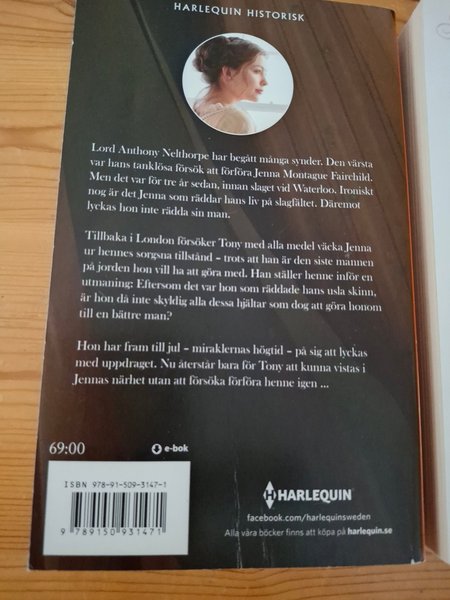 HARLEQUIN HISTORISK
Lord Anthony Nelthorpe har begått många synder. Den värsta
var hans tanklösa försök att förföra Jenna Montague Fairchild.
Men det var för tre år sedan, innan slaget vid Waterloo. Ironiskt
nog är det Jenna som räddar hans liv på slagfältet. Däremot
lyckas hon inte rädda sin man.
Tillbaka i London försöker Tony med alla medel väcka Jenna
ur hennes sorgsna tillstånd – trots att han är den siste mannen
på jorden hon vill ha att göra med. Han ställer henne inför en
utmaning: Eftersom det var hon som räddade hans usla skinn,
är hon då inte skyldig alla dessa hjältar som dog att göra honom
till en bättre man?
Hon har fram till jul – miraklernas högtid – på sig att lyckas
med uppdraget. Nu återstår bara för Tony att kunna vistas i
Jennas närhet utan att försöka förföra henne igen ...
69:00
e-bok
ISBN 978-91-509-3147-1
9 789150 931471
HARLEQUIN
facebook.com/harlequinsweden
Alla våra böcker finns att köpa på harlequin.se